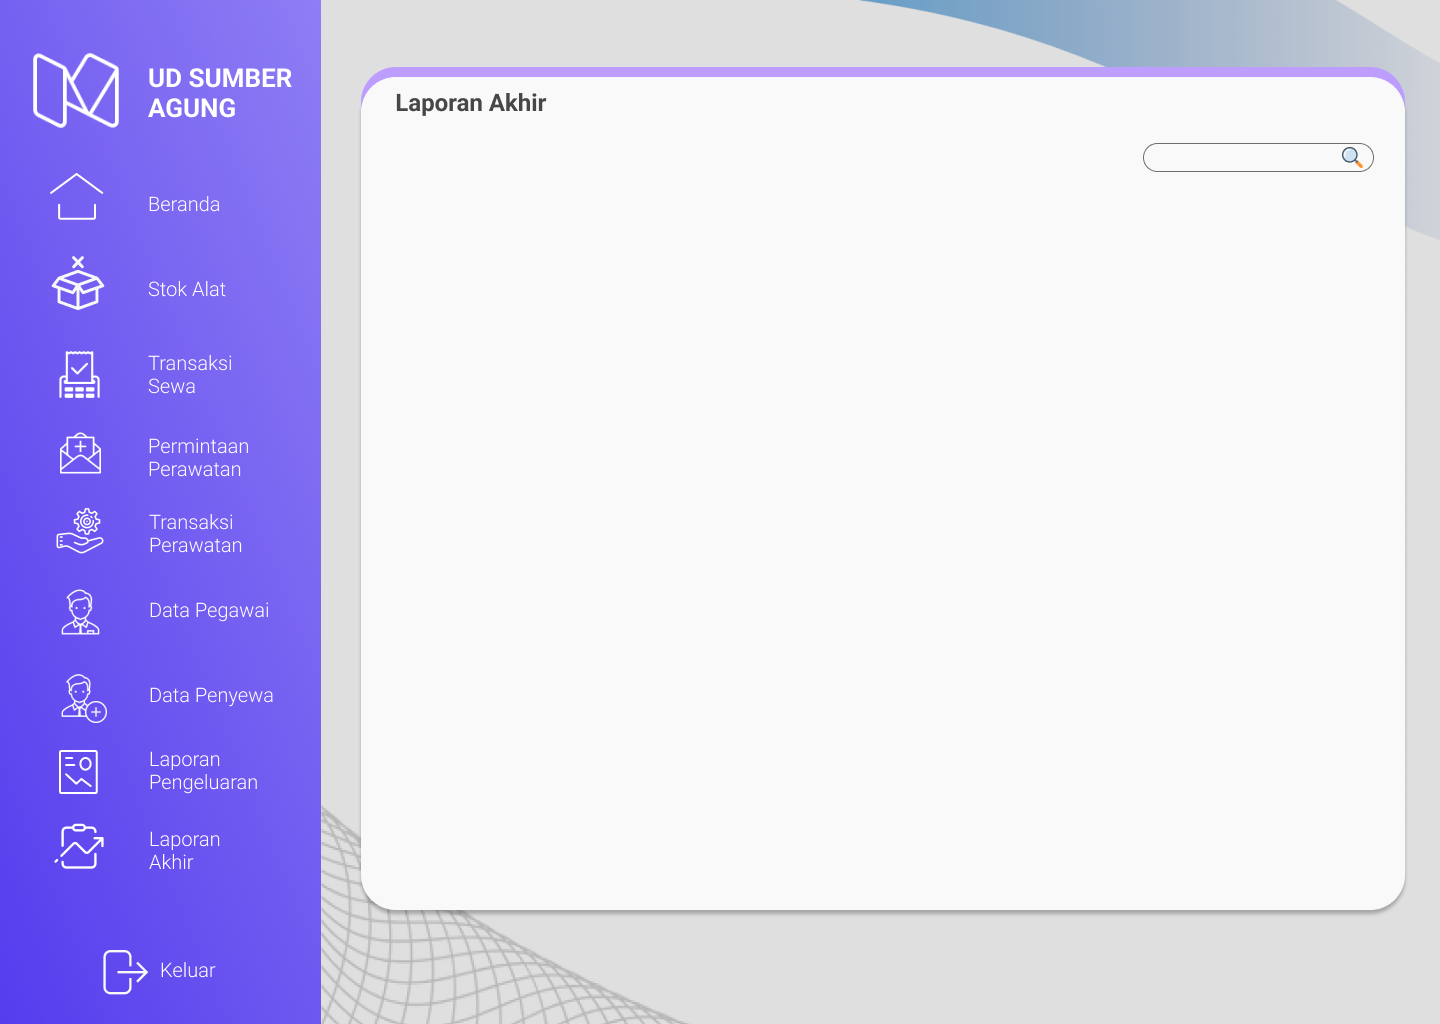 UD SUMBER
AGUNG
Beranda
Stok Alat
Transaksi
Sewa
Permintaan
Perawatan
Transaksi
Perawatan
Data Pegawai
Data Penyewa
Laporan
Pengeluaran
Laporan
Akhir
Keluar
Laporan Akhir